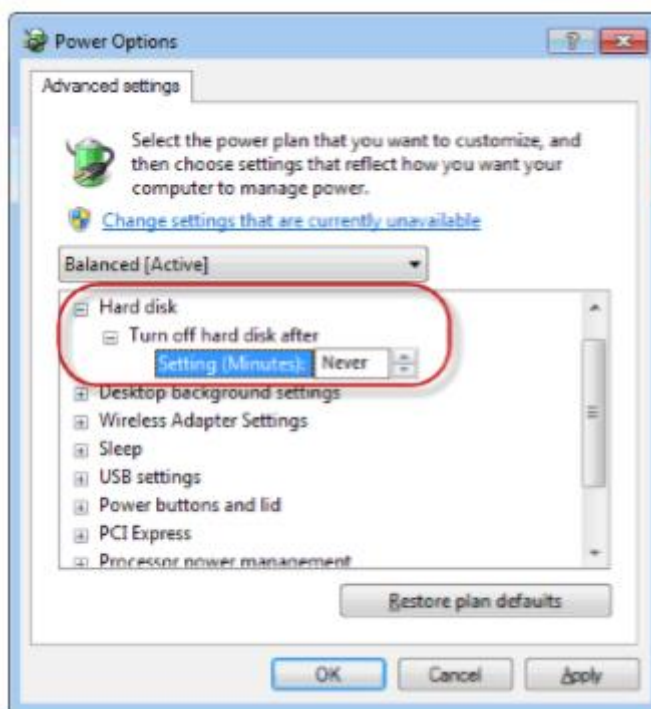 Power Options
Advanced settings
Select the power plan that you want to customize, and
then choose settings that reflect how you want your
computer to manage power.
Change settings that are currently unavailable
Balanced [Active]
Hard disk
Turn off hard disk after
Setting (Minutes): Never
Desktop background settings
Wireless Adapter Settings
Sleep
USB settings
Power buttons and lid
PCI Express
Processor power management
Restore plan defaults
OK Cancel Apply